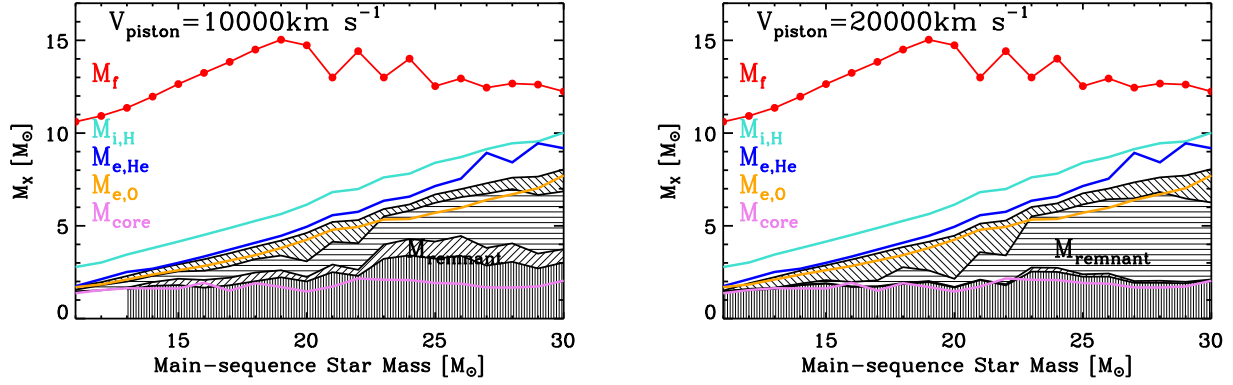 V_piston=10000km s⁻¹
15
M_f
10
M_i,H
M_e,He
M_e,O
5
M_core
M_remnant
0
M_X [M_⊙]
15 20 25 30
Main-sequence Star Mass [M_⊙]
V_piston=20000km s⁻¹
15
M_f
10
M_i,H
M_e,He
M_e,O
5
M_core
M_remnant
0
M_X [M_⊙]
15 20 25 30
Main-sequence Star Mass [M_⊙]